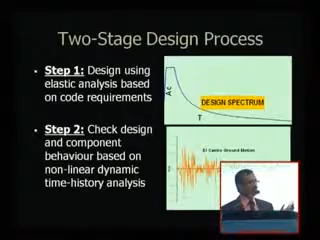 Two-Stage Design Process
• Step 1: Design using
elastic analysis based
on code requirements
Ac
DESIGN SPECTRUM
T
• Step 2: Check design
and component
behaviour based on
non-linear dynamic
time-history analysis
El Centro Ground Motion